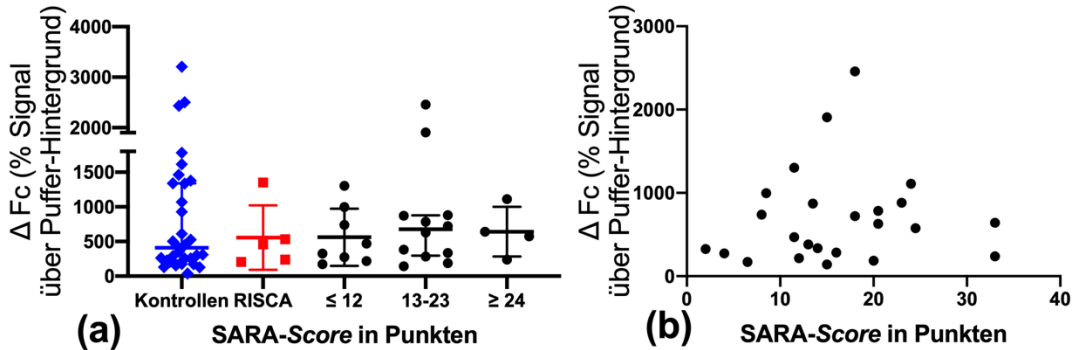 Δ Fc (% Signal
über Puffer-Hintergrund)
4000
3000
2000
1500
1000
500
0
Kontrollen RISCA ≤ 12 13-23 ≥ 24
SARA-Score in Punkten
(a)
Δ Fc (% Signal
über Puffer-Hintergrund)
3000
2000
1000
0
0 10 20 30 40
SARA-Score in Punkten
(b)